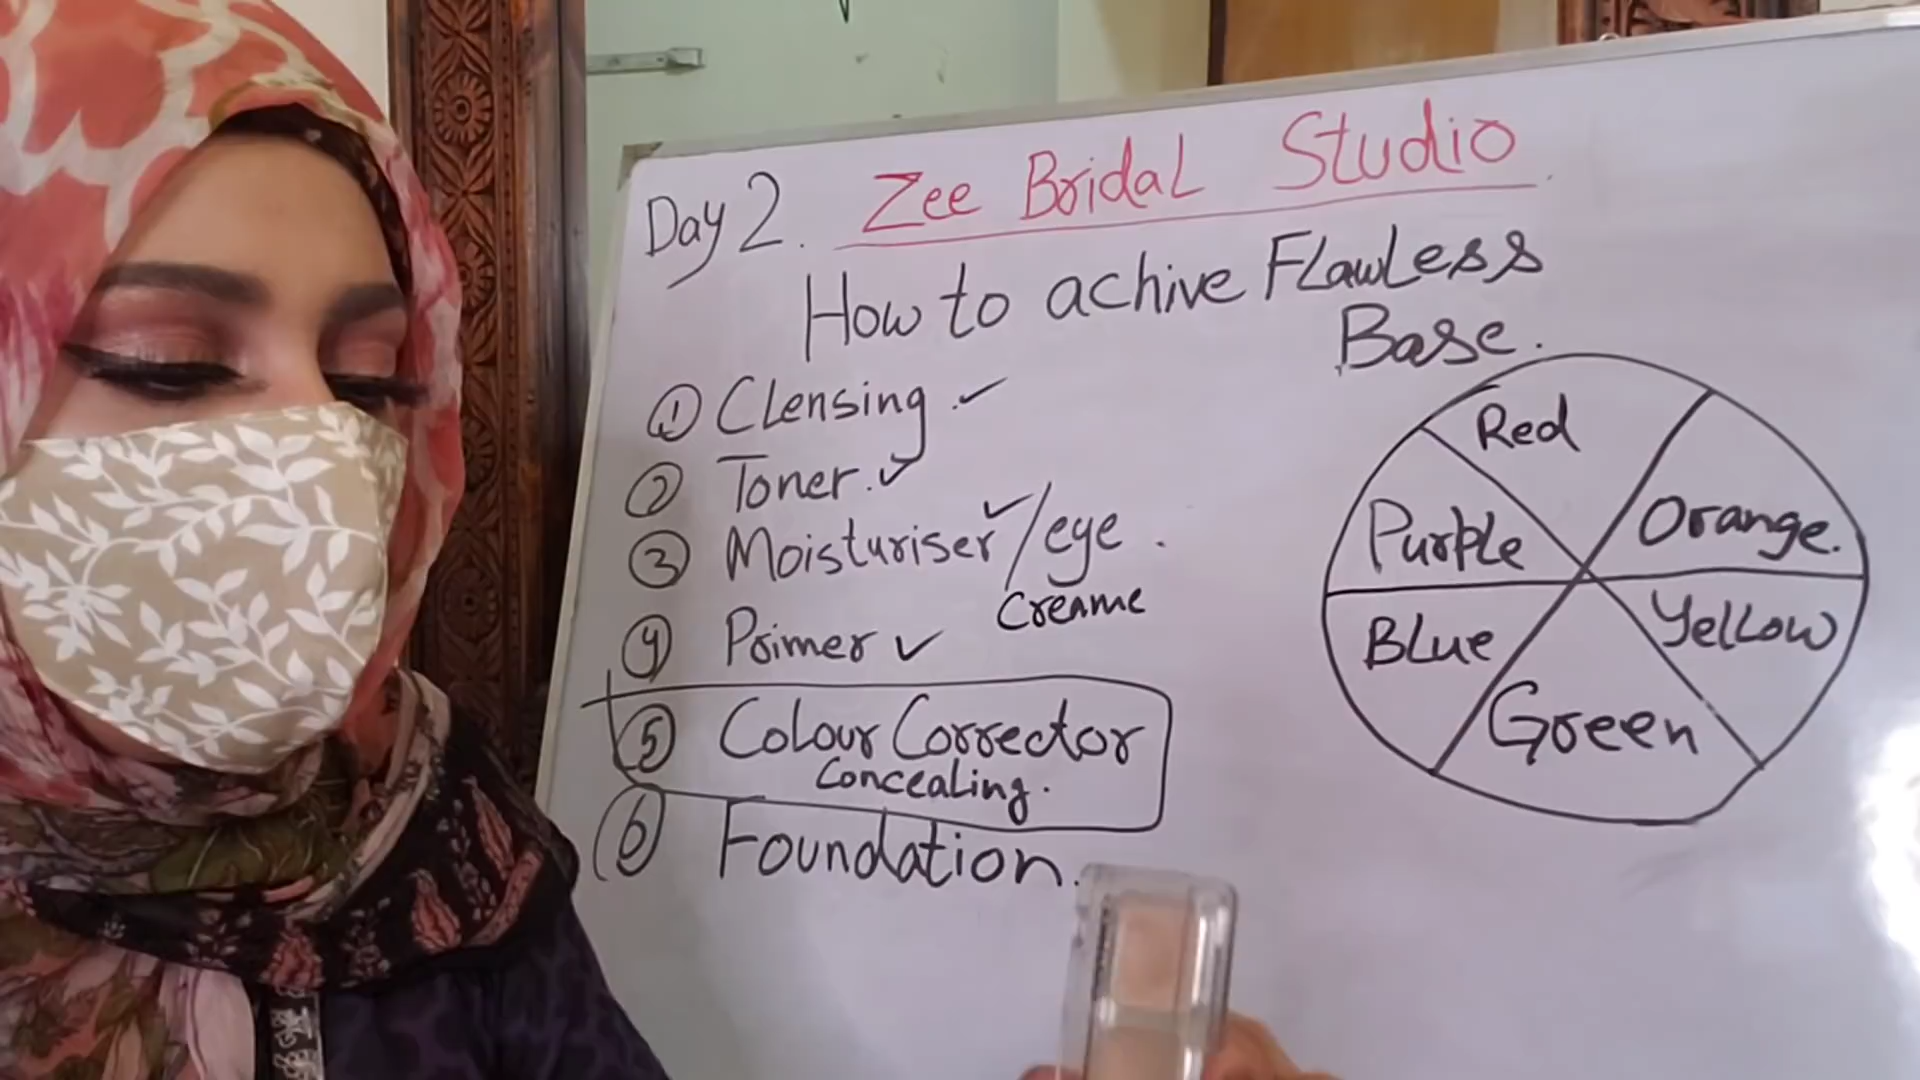 Day 2. Zee Bridal Studio
How to achive Flawless
Base.
1 Clensing.
2 Toner.
3 Moisturiser/eye.
Creame
4 Primer
5 Colour Corrector
Concealing.
6 Foundation.
Red
Orange.
Purple
Yellow
Blue
Green